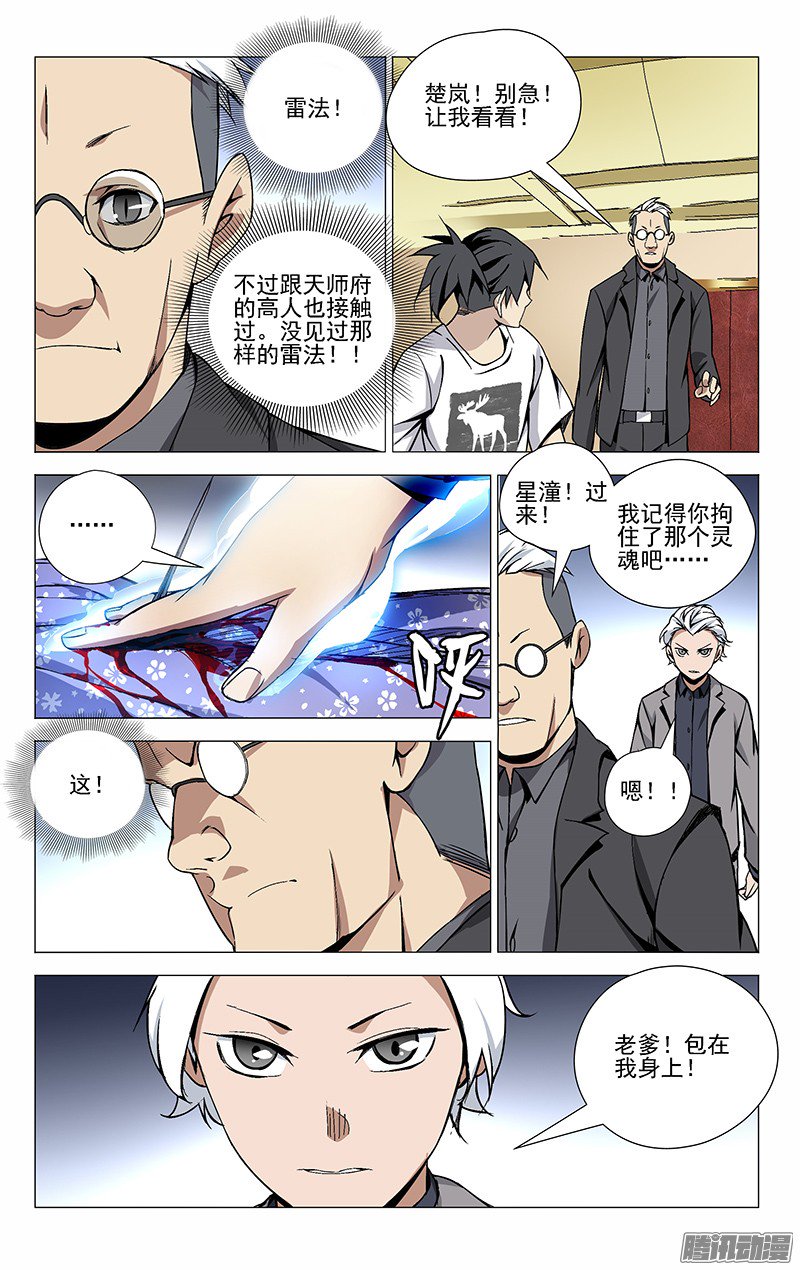 雷法！
不过跟天师府
的高人也接触
过。没见过那
样的雷法！！
楚岚！别急！
让我看看！
……
呀
星潼！过
来！
我记得你拘
住了那个灵
魂吧……
嗯！！
这！
老爹！包在
我身上！
腾讯动漫